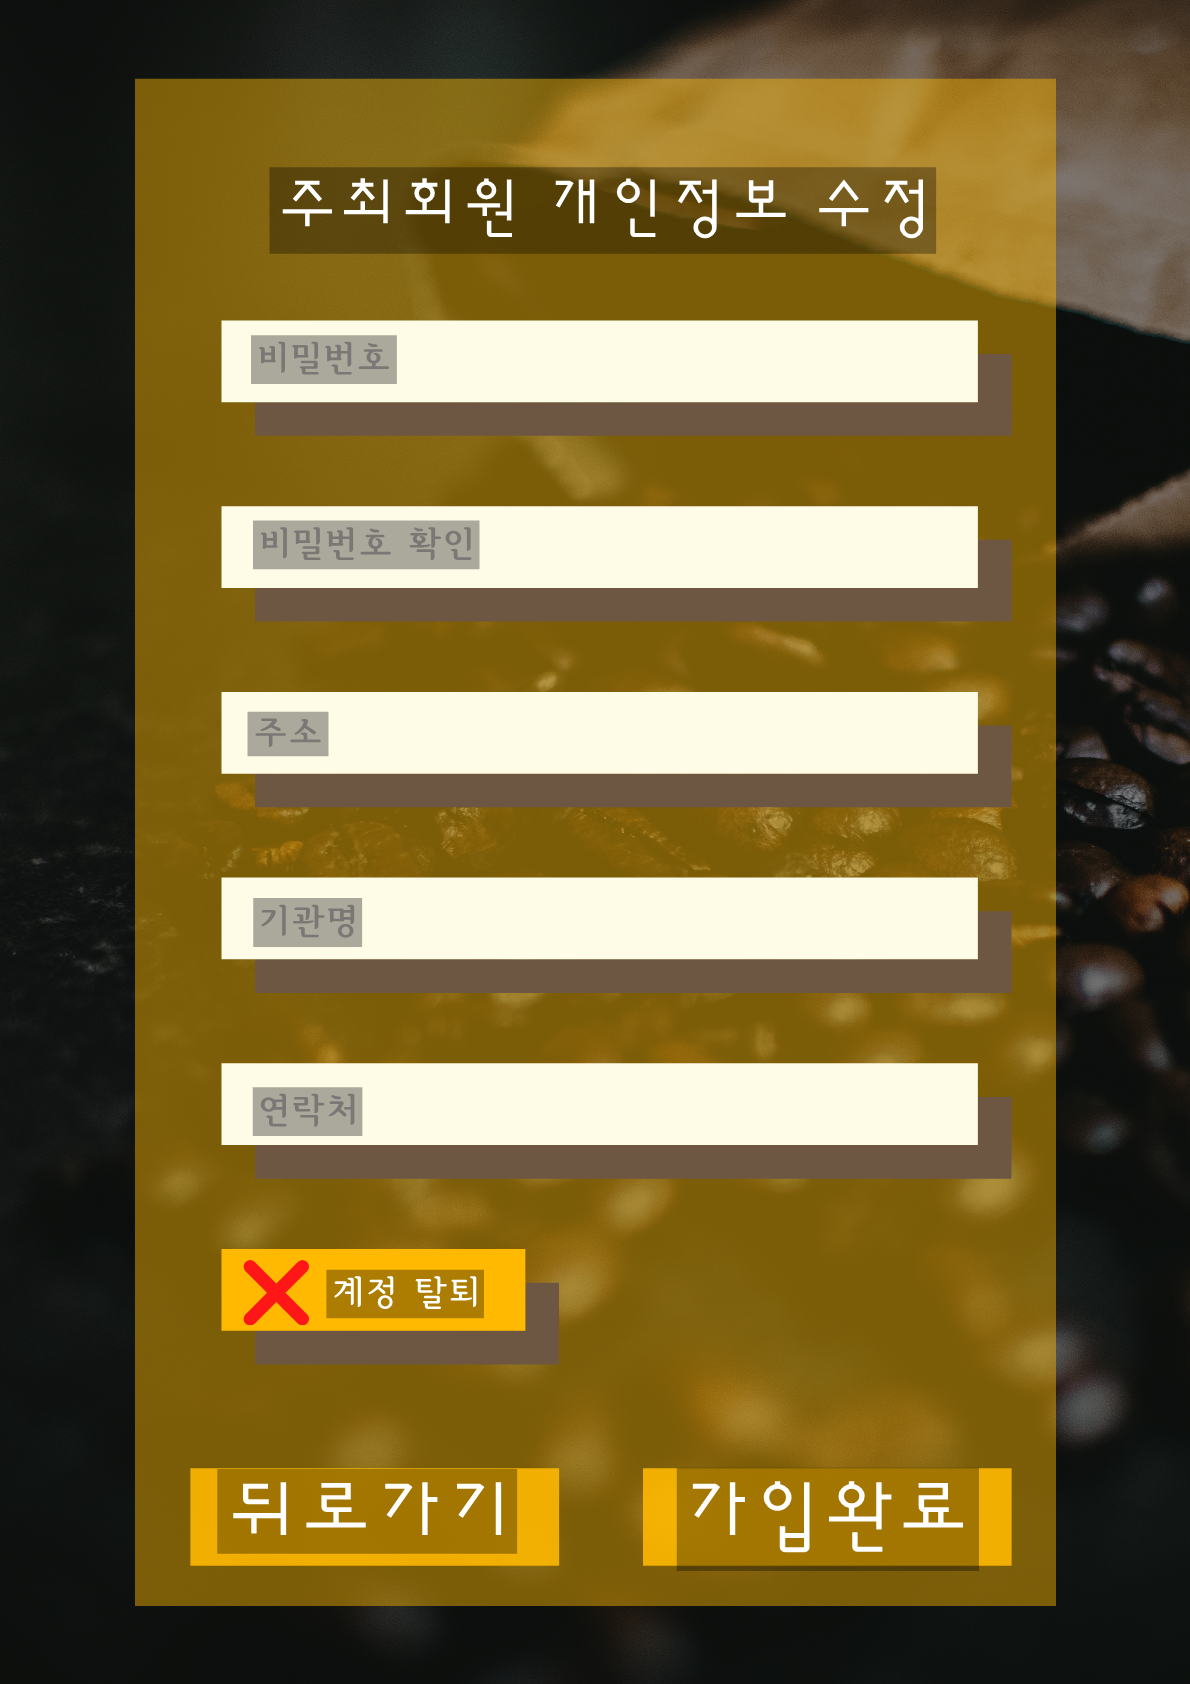 주최회원 개인정보 수정
비밀번호
비밀번호 확인
주소
기관명
연락처
계정 탈퇴
뒤로가기
가입완료